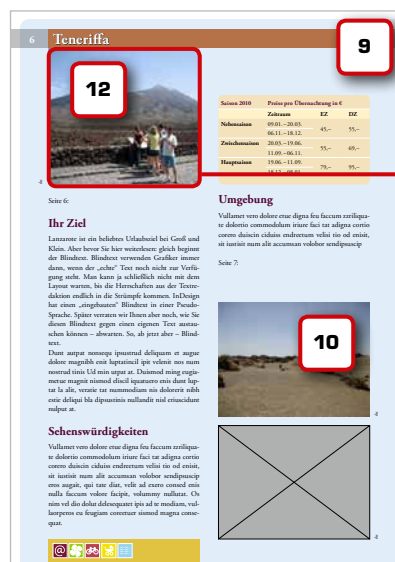 6 Teneriffa
9
12
Seite 6:
Ihr Ziel
Lanzarote ist ein beliebtes Urlaubsziel bei Groß und
Klein. Aber bevor Sie hier weiterlesen: gleich beginnt
der Blindtext. Blindtext verwenden Grafiker immer
dann, wenn der „echte“ Text noch nicht zur Verfü-
gung steht. Man kann ja schließlich nicht mit dem
Layout warten, bis die Herrschaften aus der Texte-
daktion endlich in die Strümpfe kommen. InDesign
hat einen „eingebauten“ Blindtext in einer Pseudo-
Sprache. Später verraten wir Ihnen aber noch, wie Sie
diesen Blindtext gegen einen eigenen Text austau-
schen können – abwarten. So, ab jetzt aber – Blind-
text.
Dunt autpat nonsequ ipsustrud deliquam et augue
dolore magnibh enit luptatincil ipit velenit nos num
nostrud tinis Ud min utpat at. Duismod ming eugia-
metue magnit nismod discil iquatuero enis dunt lup-
tat la alit, veratie tat nummodiam nis dolorerit nibh
estie deliqui bla dipsustinis nullandit nisl eriuscidunt
nulput at.
Sehenswürdigkeiten
Vullamet vero dolore etue digna feu faccum zzriliqua-
te dolortio commodolum iriure faci tat adigna cortio
corero duiscin ciduiss endreetum velisi tio od enisit,
sit iustisit num alit accumsan volobor sendipsuscip
eros augait, qui tate diat, velit ad exero consed enis
nulla faccum volore facipit, volummy nullutat. Os
nim vel dio dolut delesequatet ipis ad te modiam, vul-
laorperos eu feugiam coreetuer sismod magna conse-
quat.
Saison 2010 Preise pro Übernachtung in €
Zeitraum EZ DZ
Nebensaison 09.01.–20.03.
06.11.–18.12. 45,– 55,–
Zwischensaison 20.03.–19.06.
11.09.–06.11. 55,– 69,–
Hauptsaison 19.06.–11.09.
18.12.–08.01. 79,– 95,–
Umgebung
Vullamet vero dolore etue digna feu faccum zzriliqua-
te dolortio commodolum iriure faci tat adigna cortio
corero duiscin ciduiss endreetum velisi tio od enisit,
sit iustisit num alit accumsan volobor sendipsuscip
Seite 7:
10